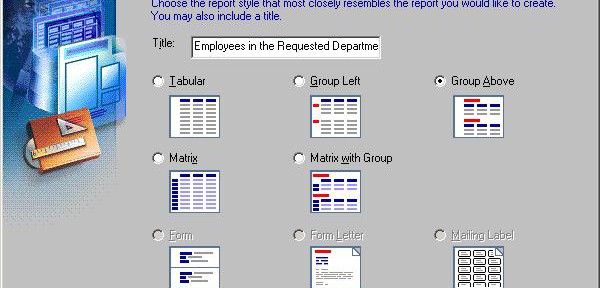 Choose the report style that most closely resembles the report you would like to create.
You may also include a title.
Title: Employees in the Requested Departme
Tabular Group Left Group Above
Matrix Matrix with Group
Form Form Letter Mailing Label